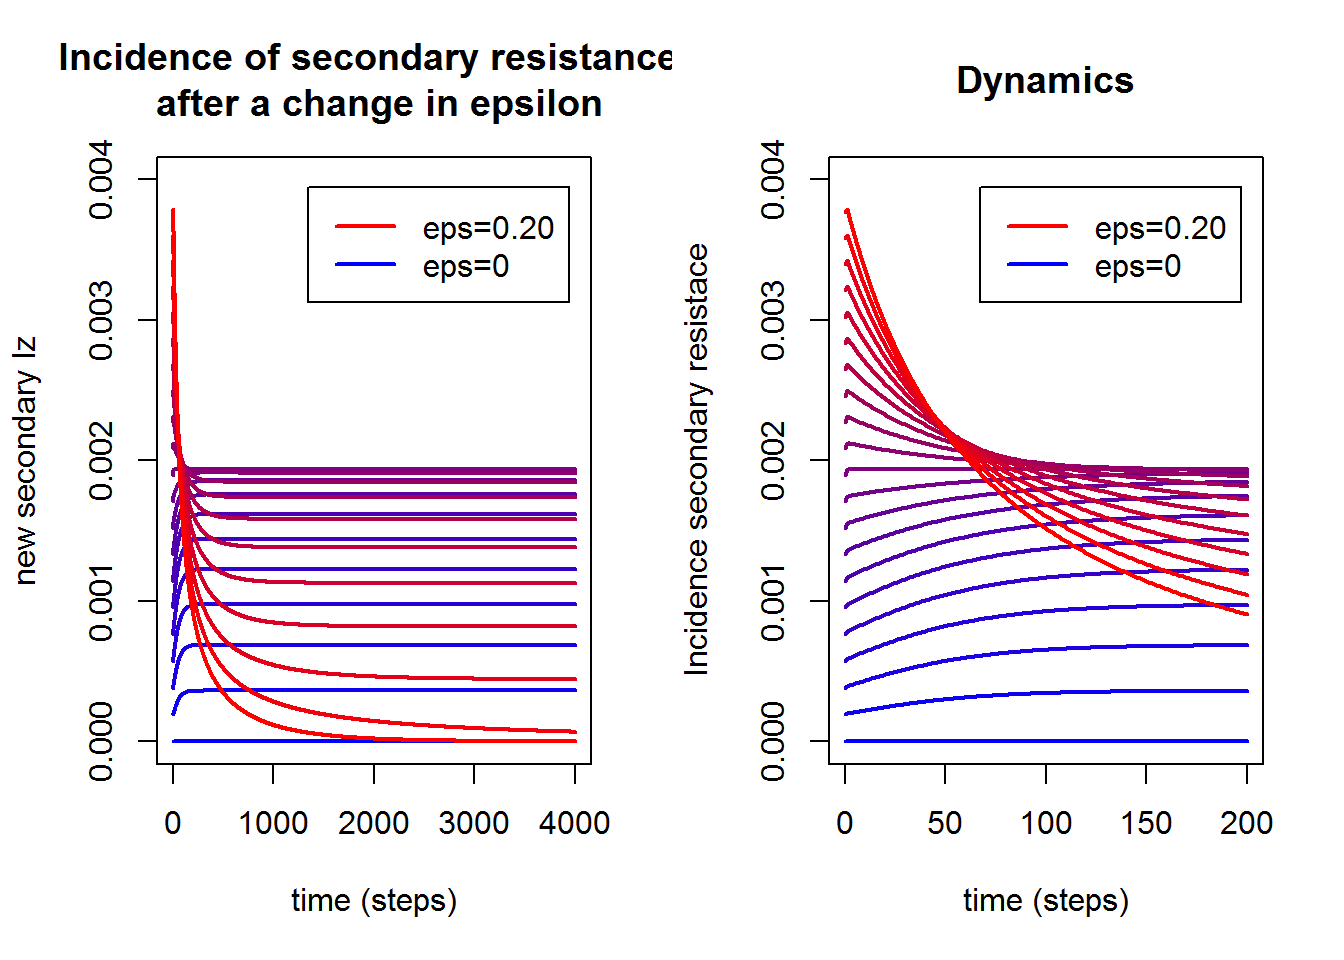 Incidence of secondary resistance
after a change in epsilon
new secondary Iz
0.004
0.003
0.002
0.001
0.000
eps=0.20
eps=0
0 1000 2000 3000 4000
time (steps)
Dynamics
Incidence secondary resistace
0.004
0.003
0.002
0.001
0.000
eps=0.20
eps=0
0 50 100 150 200
time (steps)